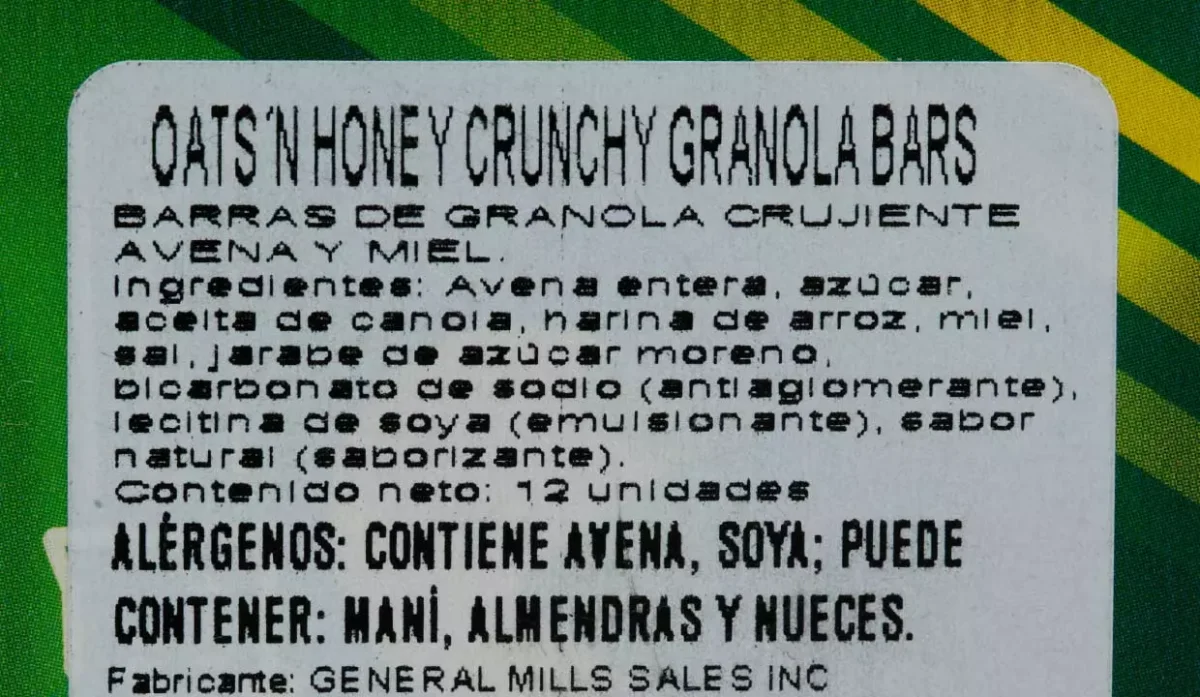 OATS 'N HONEY CRUNCHY GRANOLA BARS
BARRAS DE GRANOLA CRUJIENTE
AVENA Y MIEL.
Ingredientes: Avena entera, azúcar,
aceita de canola, harina de arroz, miel,
sal, jarabe de azúcar moreno,
bicarbonato de sodio (antiaglomerante),
lecitina de soya (emulsionante), sabor
natural (saborizante).
Contenido neto: 12 unidades
ALÉRGENOS: CONTIENE AVENA, SOYA; PUEDE
CONTENER: MANÍ, ALMENDRAS Y NUECES.
Fabricante: GENERAL MILLS SALES INC